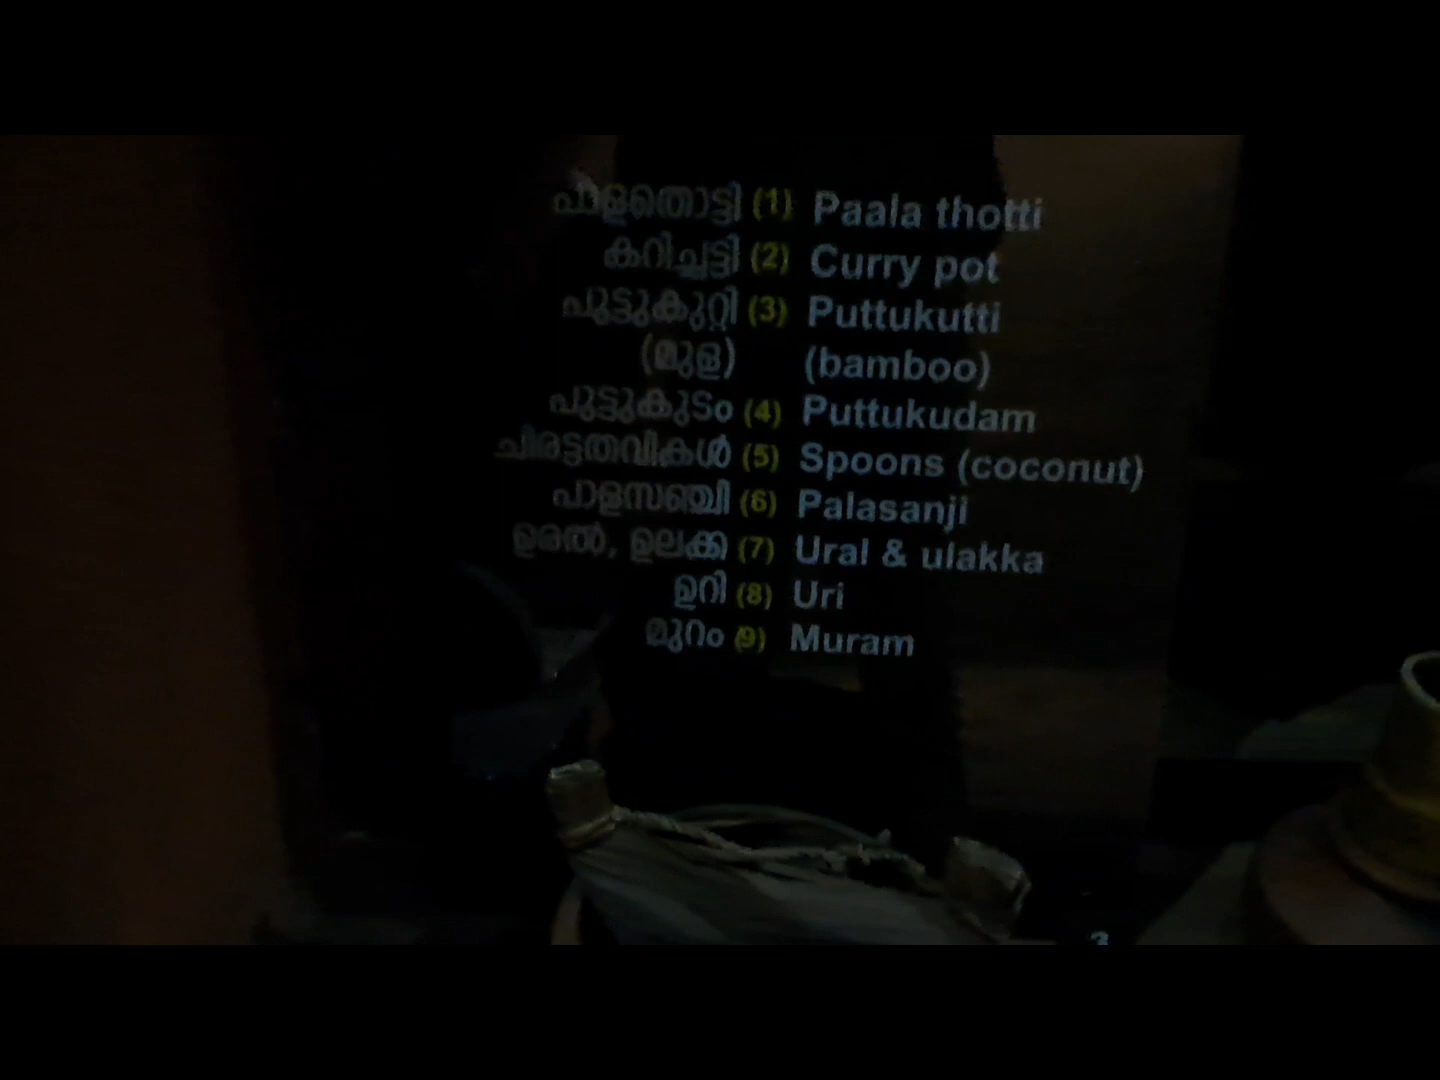 പാളതൊട്ടി (1) Paala thotti
കറിച്ചട്ടി (2) Curry pot
പുട്ടുകുറ്റി (3) Puttukutti
(മുള) (bamboo)
പുട്ടുകുടം (4) Puttukudam
ചിരട്ടതവികൾ (5) Spoons (coconut)
പാളസഞ്ചി (6) Palasanji
ഉരൽ, ഉലക്ക (7) Ural & ulakka
ഉറി (8) Uri
മുറം (9) Muram
3